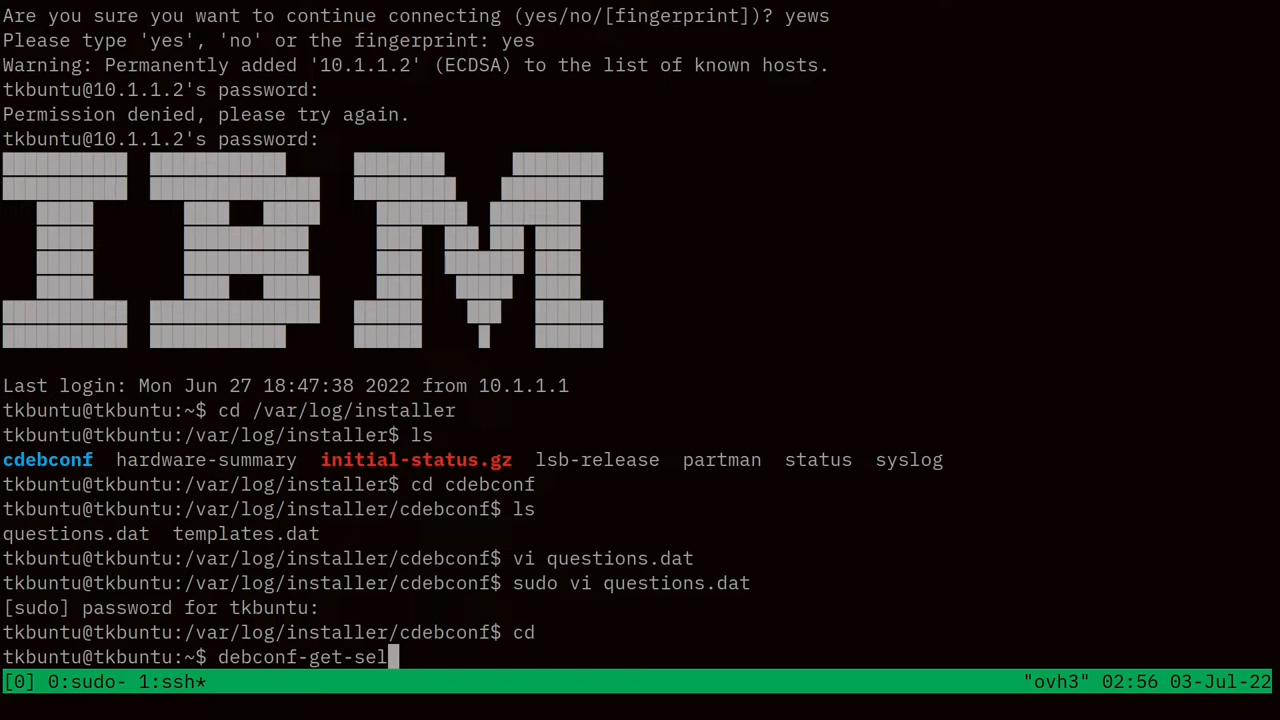 Are you sure you want to continue connecting (yes/no/[fingerprint])? yews
Please type 'yes', 'no' or the fingerprint: yes
Warning: Permanently added '10.1.1.2' (ECDSA) to the list of known hosts.
tkbuntu@10.1.1.2's password:
Permission denied, please try again.
tkbuntu@10.1.1.2's password:
IBM
Last login: Mon Jun 27 18:47:38 2022 from 10.1.1.1
tkbuntu@tkbuntu:~$ cd /var/log/installer
tkbuntu@tkbuntu:/var/log/installer$ ls
cdebconf  hardware-summary  initial-status.gz  lsb-release  partman  status  syslog
tkbuntu@tkbuntu:/var/log/installer$ cd cdebconf
tkbuntu@tkbuntu:/var/log/installer/cdebconf$ ls
questions.dat  templates.dat
tkbuntu@tkbuntu:/var/log/installer/cdebconf$ vi questions.dat
tkbuntu@tkbuntu:/var/log/installer/cdebconf$ sudo vi questions.dat
[sudo] password for tkbuntu:
tkbuntu@tkbuntu:/var/log/installer/cdebconf$ cd
tkbuntu@tkbuntu:~$ debconf-get-sel
[0] 0:sudo- 1:ssh* "ovh3" 02:56 03-Jul-22